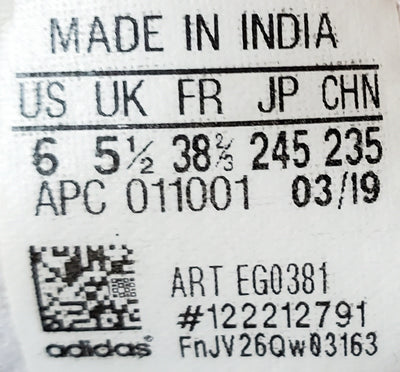 MADE IN INDIA
US UK FR JP CHN
6 5½ 38⅔ 245 235
APC 011001 03/19
ART EG0381
#122212791
adidas® FnJV26Qw03163